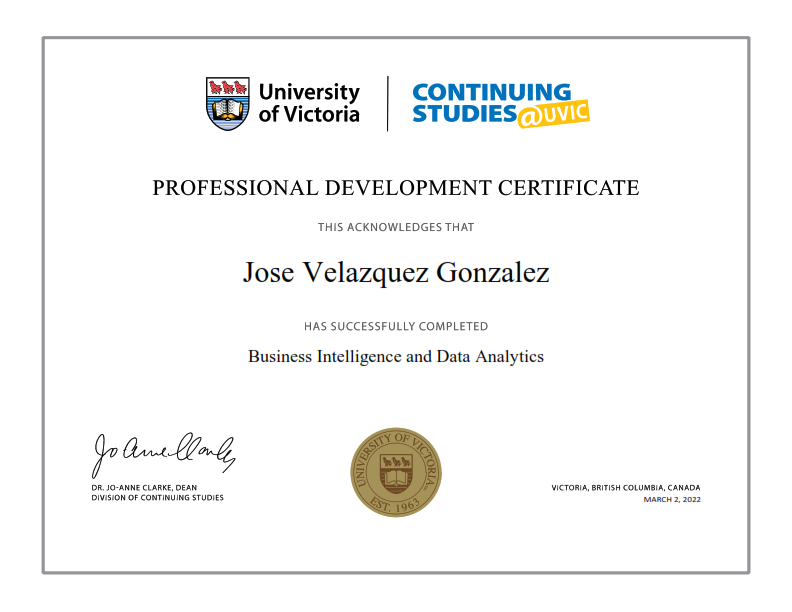 University
of Victoria
CONTINUING
STUDIES
@UVIC
PROFESSIONAL DEVELOPMENT CERTIFICATE
THIS ACKNOWLEDGES THAT
Jose Velazquez Gonzalez
HAS SUCCESSFULLY COMPLETED
Business Intelligence and Data Analytics
Jo Anne Clarke
DR. JO-ANNE CLARKE, DEAN
DIVISION OF CONTINUING STUDIES
UNIVERSITY OF VICTORIA
EST. 1963
VICTORIA, BRITISH COLUMBIA, CANADA
MARCH 2, 2022